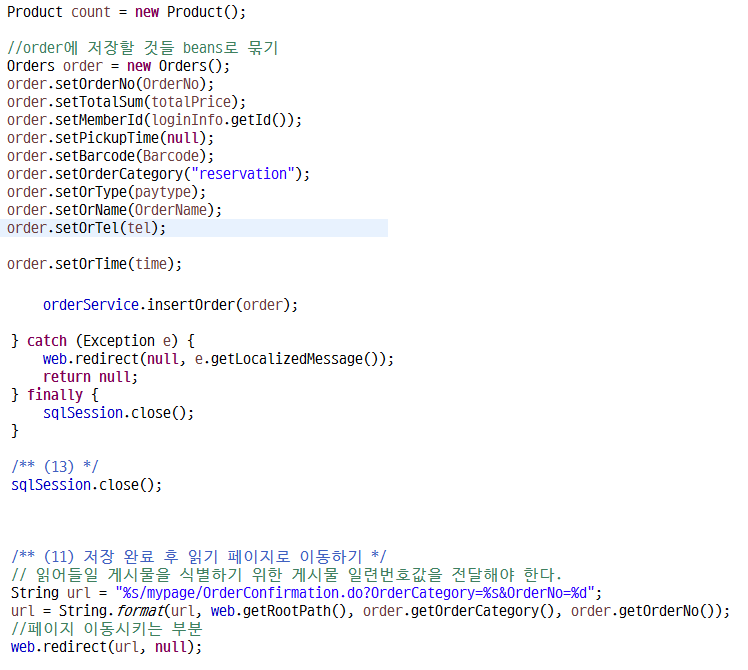 Product count = new Product();
//order에 저장할 것들 beans로 묶기
Orders order = new Orders();
order.setOrderNo(OrderNo);
order.setTotalSum(totalPrice);
order.setMemberId(loginInfo.getId());
order.setPickupTime(null);
order.setBarcode(Barcode);
order.setOrderCategory("reservation");
order.setOrType(paytype);
order.setOrName(OrderName);
order.setOrTel(tel);
order.setOrTime(time);
orderService.insertOrder(order);
} catch (Exception e) {
web.redirect(null, e.getLocalizedMessage());
return null;
} finally {
sqlSession.close();
}
/** (13) */
sqlSession.close();
/** (11) 저장 완료 후 읽기 페이지로 이동하기 */
// 읽어들일 게시물을 식별하기 위한 게시물 일련번호값을 전달해야 한다.
String url = "%s/mypage/OrderConfirmation.do?OrderCategory=%s&OrderNo=%d";
url = String.format(url, web.getRootPath(), order.getOrderCategory(), order.getOrderNo());
//페이지 이동시키는 부분
web.redirect(url, null);